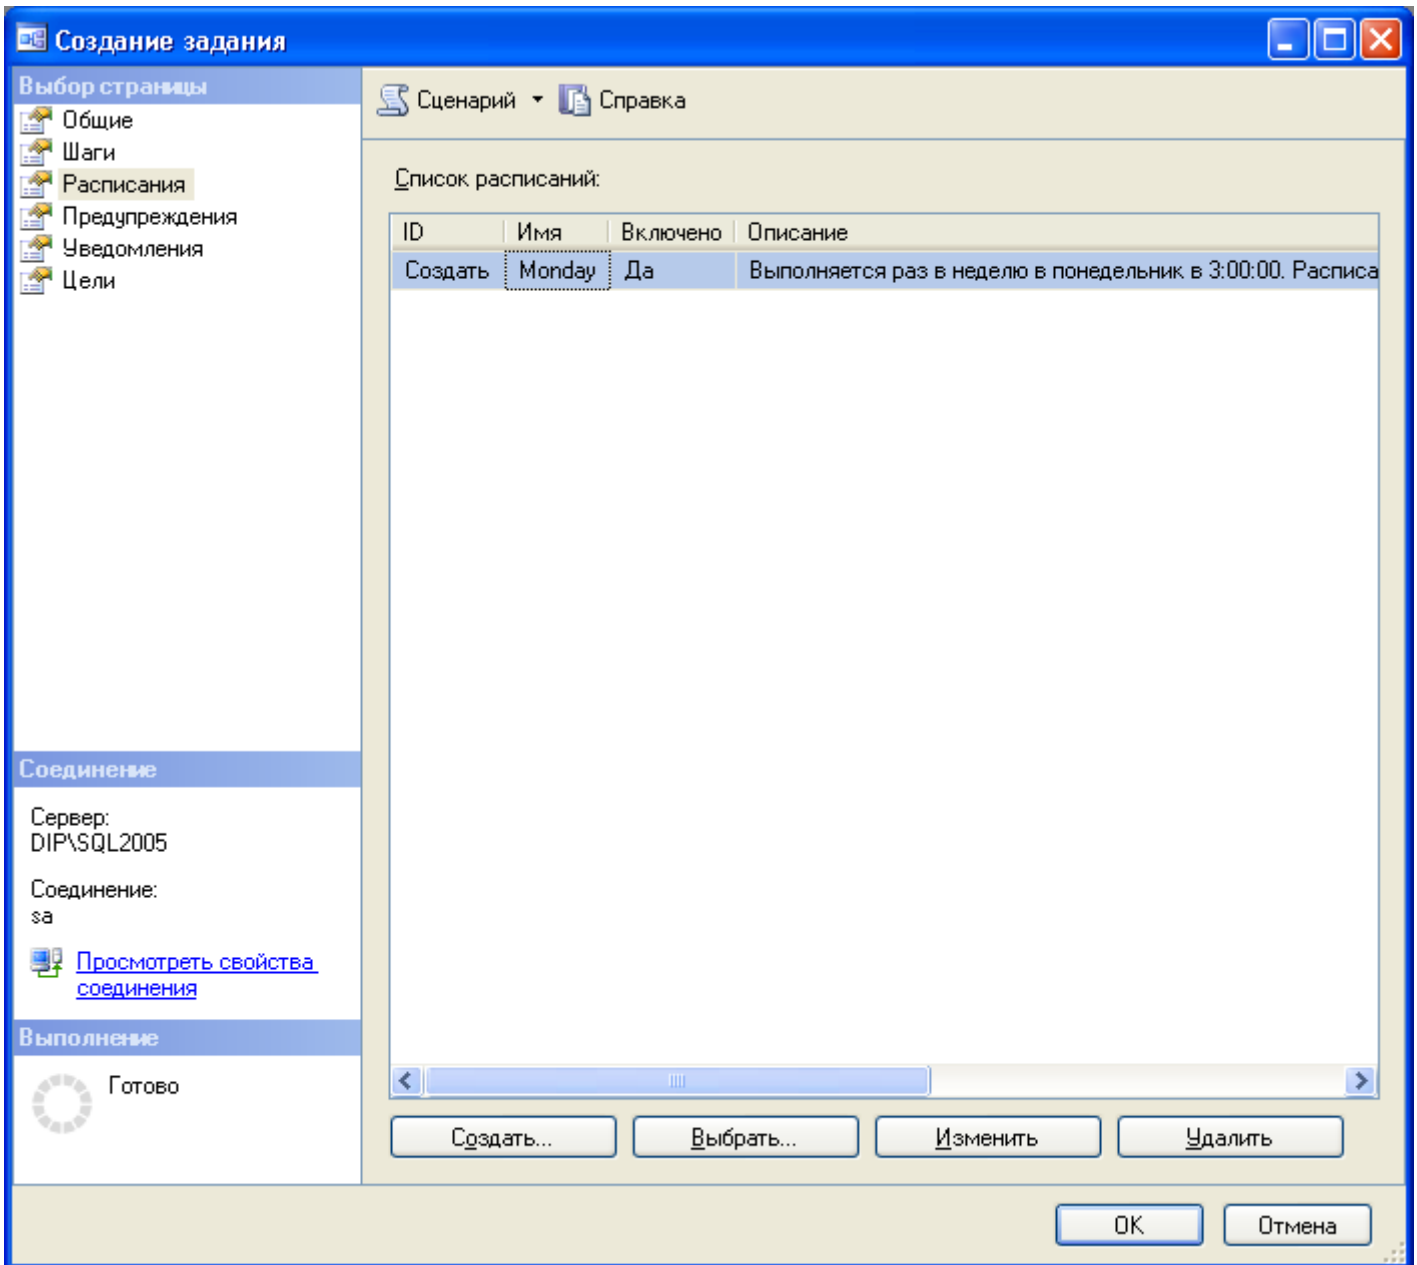 Создание задания
Выбор страницы
Общие
Шаги
Расписания
Предупреждения
Уведомления
Цели
Соединение
Сервер:
DIP\SQL2005
Соединение:
sa
Просмотреть свойства
соединения
Выполнение
Готово
Сценарий Справка
Список расписаний:
ID Имя Включено Описание
Создать Monday Да Выполняется раз в неделю в понедельник в 3:00:00. Расписа
Создать... Выбрать... Изменить Удалить
OK Отмена